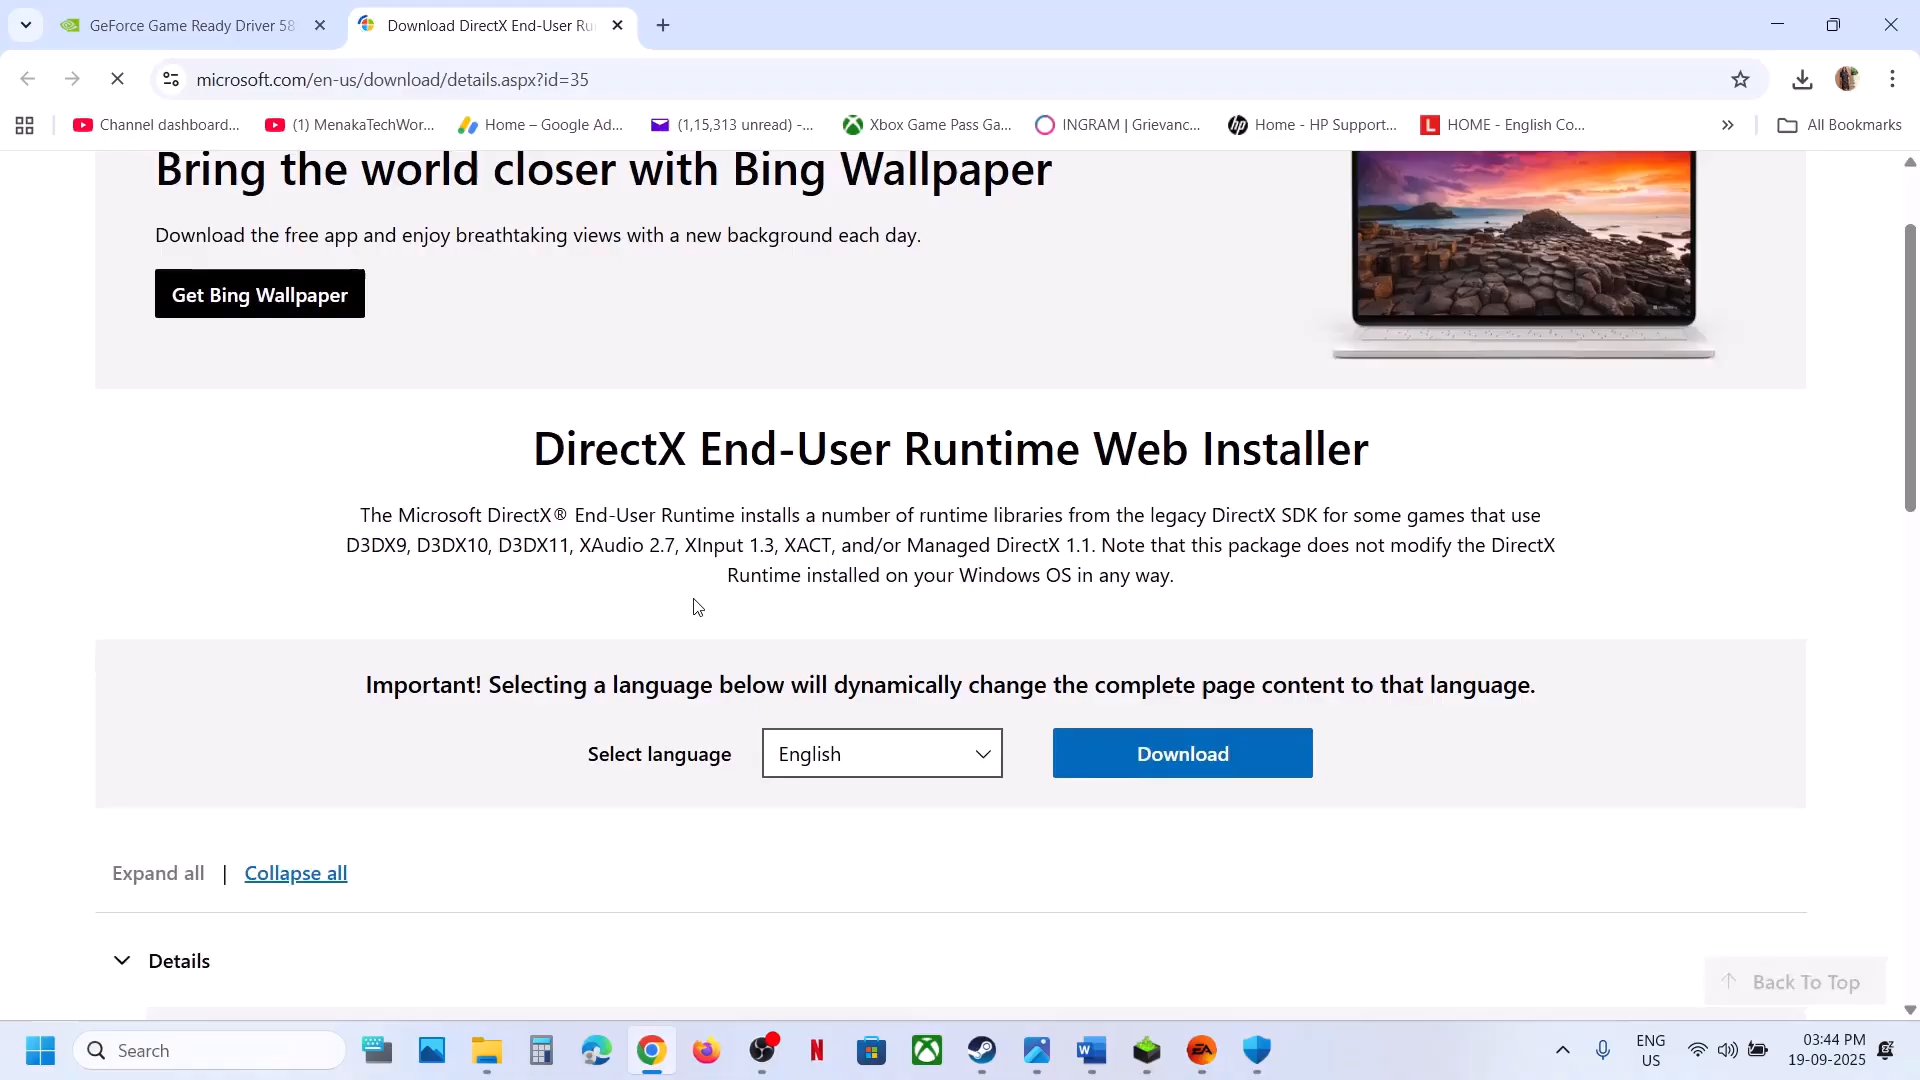 GeForce Game Ready Driver 58
Download DirectX End-User Ru
microsoft.com/en-us/download/details.aspx?id=35
Channel dashboard...
(1) MenakaTechWor...
Home – Google Ad...
(1,15,313 unread) -...
Xbox Game Pass Ga...
INGRAM | Grievanc...
Home - HP Support...
HOME - English Co...
All Bookmarks
Bring the world closer with Bing Wallpaper
Download the free app and enjoy breathtaking views with a new background each day.
Get Bing Wallpaper
DirectX End-User Runtime Web Installer
The Microsoft DirectX® End-User Runtime installs a number of runtime libraries from the legacy DirectX SDK for some games that use
D3DX9, D3DX10, D3DX11, XAudio 2.7, XInput 1.3, XACT, and/or Managed DirectX 1.1. Note that this package does not modify the DirectX
Runtime installed on your Windows OS in any way.
Important! Selecting a language below will dynamically change the complete page content to that language.
Select language
English
Download
Expand all | Collapse all
Details
Back To Top
Search
ENG
US
03:44 PM
19-09-2025